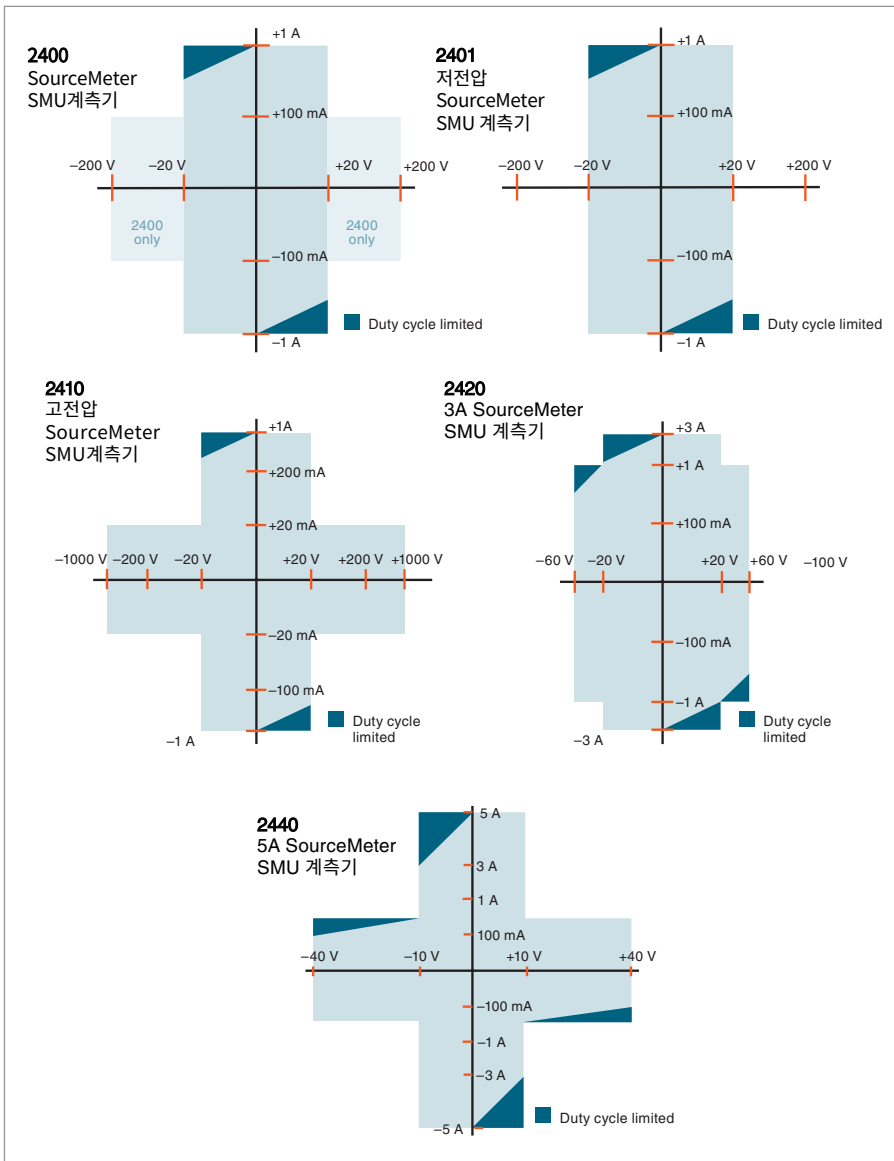 2400
SourceMeter
SMU계측기
+1 A
+100 mA
−200 V
−20 V
+20 V
+200 V
2400
only
2400
only
−100 mA
−1 A
Duty cycle limited
2401
저전압
SourceMeter
SMU 계측기
+1 A
+100 mA
−200 V
−20 V
+20 V
+200 V
−100 mA
−1 A
Duty cycle limited
2410
고전압
SourceMeter
SMU계측기
+1A
+200 mA
+20 mA
−1000 V
−200 V
−20 V
+20 V
+200 V
+1000 V
−20 mA
−100 mA
−1 A
Duty cycle
limited
2420
3A SourceMeter
SMU 계측기
+3 A
+1 A
+100 mA
−60 V
−20 V
+20 V
+60 V
−100 V
−100 mA
−1 A
−3 A
Duty cycle
limited
2440
5A SourceMeter
SMU 계측기
5 A
3 A
1 A
100 mA
−40 V
−10 V
+10 V
+40 V
−100 mA
−1 A
−3 A
−5 A
Duty cycle limited